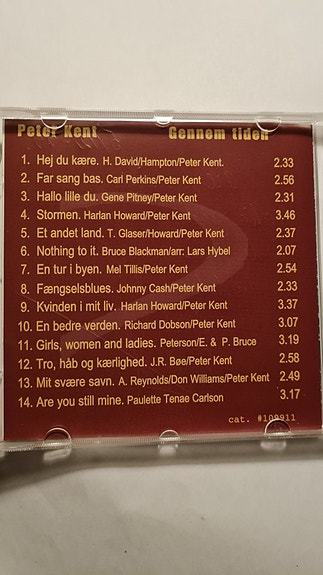 Peter Kent Gennem tiden
1. Hej du kære. H. David/Hampton/Peter Kent. 2.33
2. Far sang bas. Carl Perkins/Peter Kent 2.56
3. Hallo lille du. Gene Pitney/Peter Kent 2.31
4. Stormen. Harlan Howard/Peter Kent 3.46
5. Et andet land. T. Glaser/Howard/Peter Kent 2.37
6. Nothing to it. Bruce Blackman/arr: Lars Hybel 2.07
7. En tur i byen. Mel Tillis/Peter Kent 2.54
8. Fængselsblues. Johnny Cash/Peter Kent 2.33
9. Kvinden i mit liv. Harlan Howard/Peter Kent 3.37
10. En bedre verden. Richard Dobson/Peter Kent 3.07
11. Girls, women and ladies. Peterson/E. & P. Bruce 3.19
12. Tro, håb og kærlighed. J.R. Bøe/Peter Kent 2.58
13. Mit svære savn. A. Reynolds/Don Williams/Peter Kent 2.49
14. Are you still mine. Paulette Tenae Carlson 3.17
cat. #109911